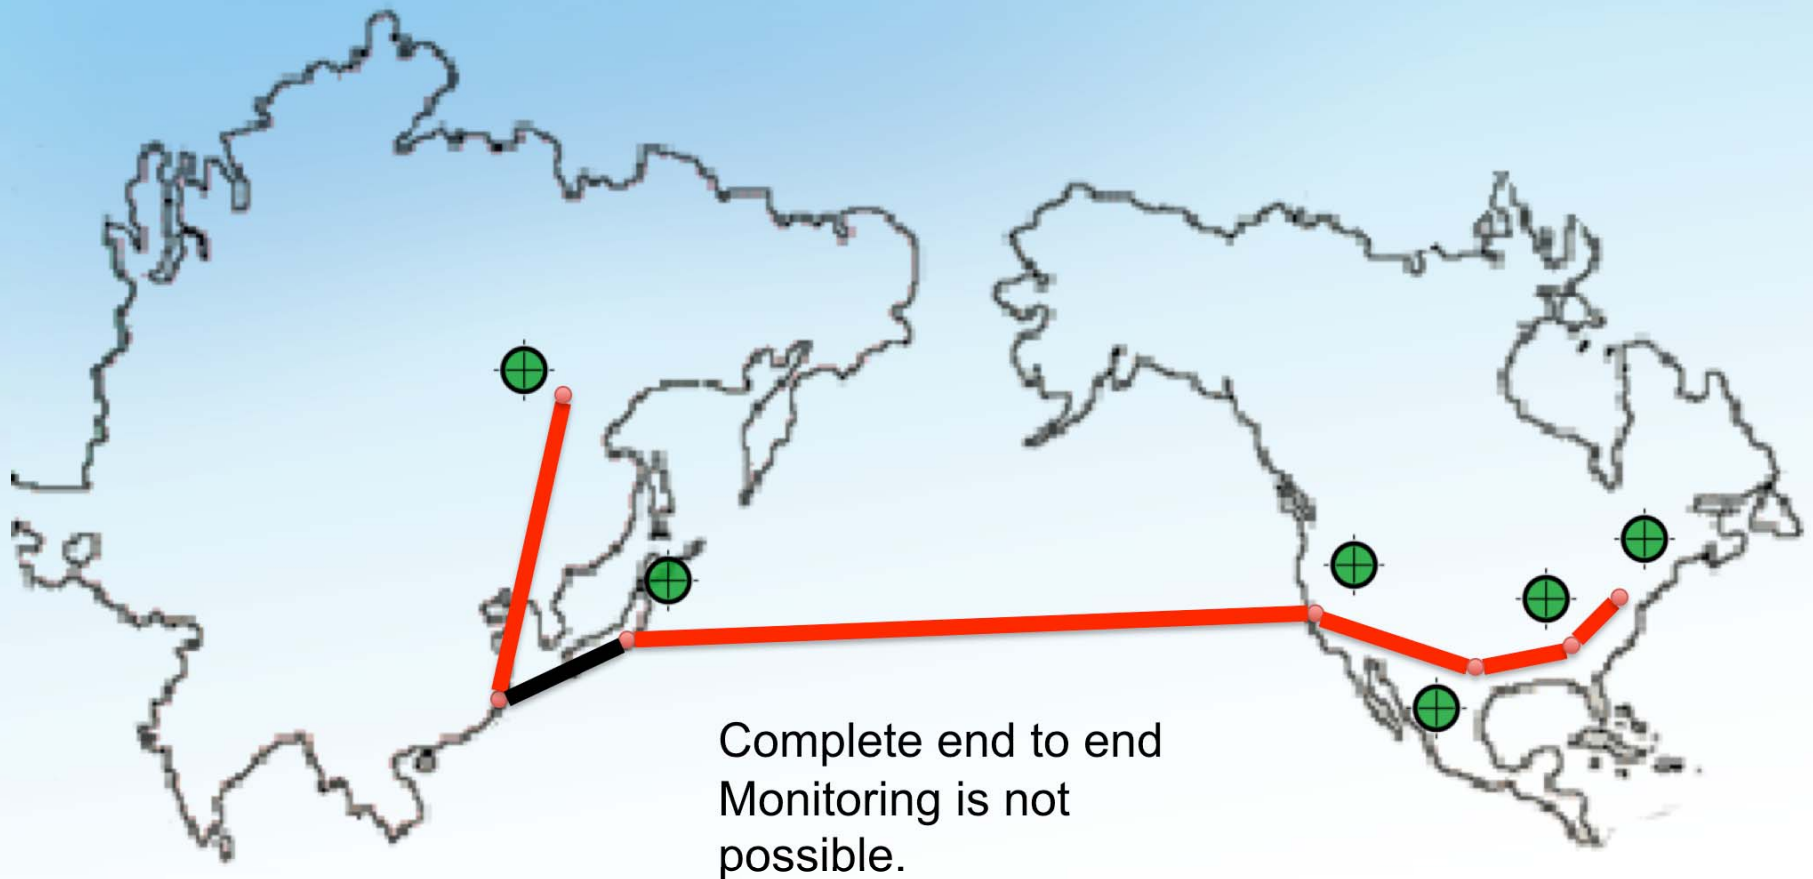 Complete end to end
Monitoring is not
possible.